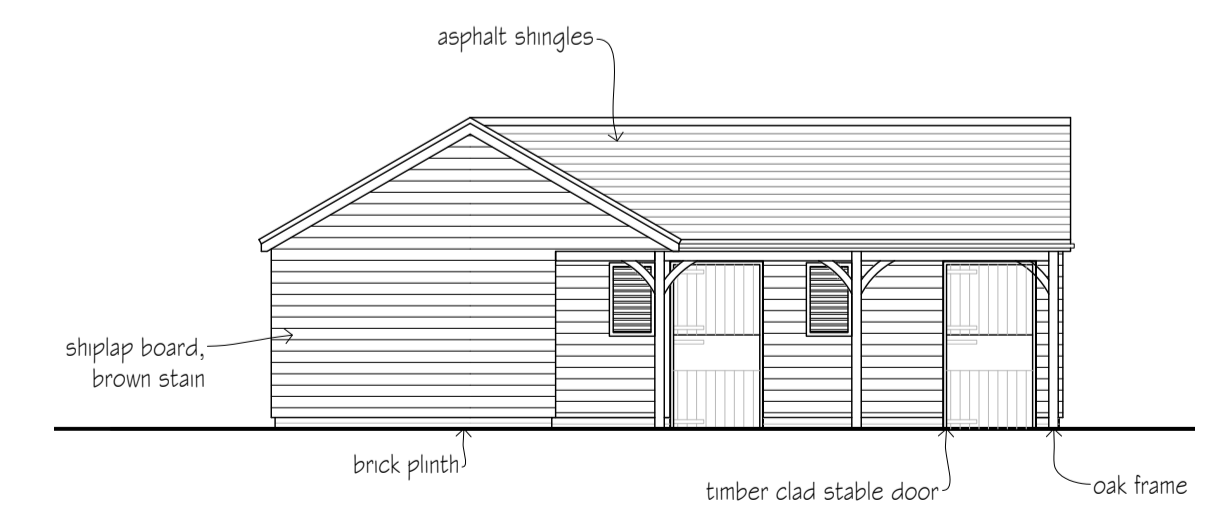 asphalt shingles
shiplap board,
brown stain
brick plinth
timber clad stable door
oak frame